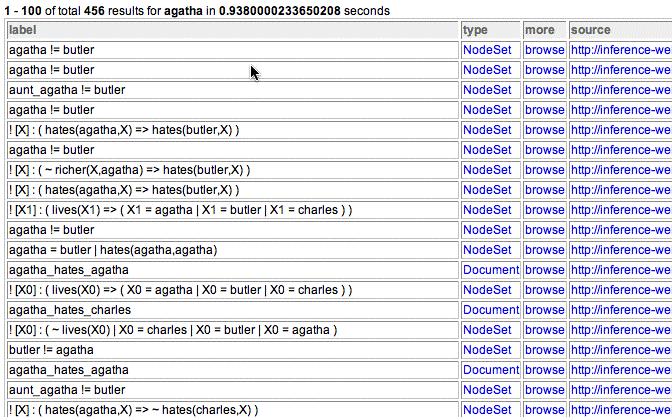 1 - 100 of total 456 results for agatha in 0.9380000233650208 seconds
label type more source
agatha != butler NodeSet browse http://inference-we
agatha != butler NodeSet browse http://inference-we
aunt_agatha != butler NodeSet browse http://inference-we
agatha != butler NodeSet browse http://inference-we
! [X] : ( hates(agatha,X) => hates(butler,X) ) NodeSet browse http://inference-we
agatha != butler NodeSet browse http://inference-we
! [X] : ( ~ richer(X,agatha) => hates(butler,X) ) NodeSet browse http://inference-we
! [X] : ( hates(agatha,X) => hates(butler,X) ) NodeSet browse http://inference-we
! [X1] : ( lives(X1) => ( X1 = agatha | X1 = butler | X1 = charles ) ) NodeSet browse http://inference-we
agatha != butler NodeSet browse http://inference-we
agatha = butler | hates(agatha,agatha) NodeSet browse http://inference-we
agatha_hates_agatha Document browse http://inference-we
! [X0] : ( lives(X0) => ( X0 = agatha | X0 = butler | X0 = charles ) ) NodeSet browse http://inference-we
agatha_hates_charles Document browse http://inference-we
! [X0] : ( ~ lives(X0) | X0 = charles | X0 = butler | X0 = agatha ) NodeSet browse http://inference-we
butler != agatha NodeSet browse http://inference-we
agatha_hates_agatha Document browse http://inference-we
aunt_agatha != butler NodeSet browse http://inference-we
! [X] : ( hates(agatha,X) => ~ hates(charles,X) ) NodeSet browse http://inference-we